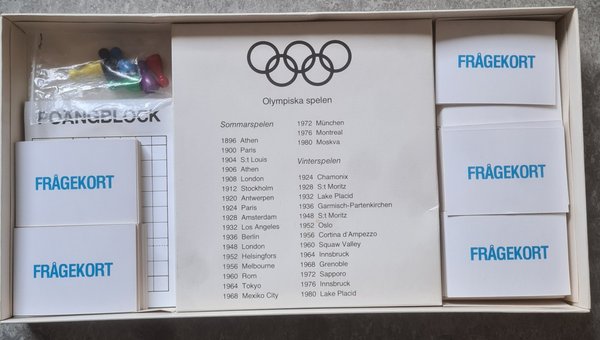 POÄNGBLOCK
FRÅGEKORT
FRÅGEKORT
Olympiska spelen
Sommarspelen
1896 Athen
1900 Paris
1904 S:t Louis
1906 Athen
1908 London
1912 Stockholm
1920 Antwerpen
1924 Paris
1928 Amsterdam
1932 Los Angeles
1936 Berlin
1948 London
1952 Helsingfors
1956 Melbourne
1960 Rom
1964 Tokyo
1968 Mexiko City
1972 München
1976 Montreal
1980 Moskva
Vinterspelen
1924 Chamonix
1928 S:t Moritz
1932 Lake Placid
1936 Garmisch-Partenkirchen
1948 S:t Moritz
1952 Oslo
1956 Cortina d'Ampezzo
1960 Squaw Valley
1964 Innsbruck
1968 Grenoble
1972 Sapporo
1976 Innsbruck
1980 Lake Placid
FRÅGEKORT
FRÅGEKORT
FRÅGEKORT